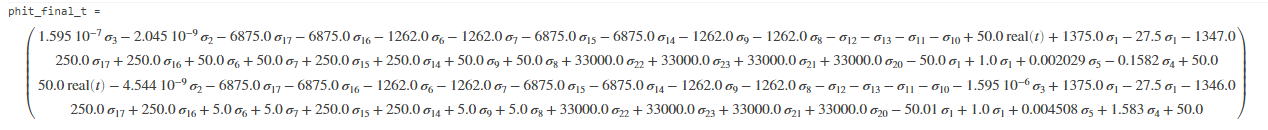 phit_final_t =
1.595 10⁻⁷ σ₃ − 2.045 10⁻⁹ σ₂ − 6875.0 σ₁₇ − 6875.0 σ₁₆ − 1262.0 σ₆ − 1262.0 σ₇ − 6875.0 σ₁₅ − 6875.0 σ₁₄ − 1262.0 σ₉ − 1262.0 σ₈ − σ₁₂ − σ₁₃ − σ₁₁ − σ₁₀ + 50.0 real(t) + 1375.0 σ₁ − 27.5 σ₁ − 1347.0
250.0 σ₁₇ + 250.0 σ₁₆ + 50.0 σ₆ + 50.0 σ₇ + 250.0 σ₁₅ + 250.0 σ₁₄ + 50.0 σ₉ + 50.0 σ₈ + 33000.0 σ₂₂ + 33000.0 σ₂₃ + 33000.0 σ₂₁ + 33000.0 σ₂₀ − 50.0 σ₁ + 1.0 σ₁ + 0.002029 σ₅ − 0.1582 σ₄ + 50.0
50.0 real(t) − 4.544 10⁻⁹ σ₂ − 6875.0 σ₁₇ − 6875.0 σ₁₆ − 1262.0 σ₆ − 1262.0 σ₇ − 6875.0 σ₁₅ − 6875.0 σ₁₄ − 1262.0 σ₉ − 1262.0 σ₈ − σ₁₂ − σ₁₃ − σ₁₁ − σ₁₀ − 1.595 10⁻⁶ σ₃ + 1375.0 σ₁ − 27.5 σ₁ − 1346.0
250.0 σ₁₇ + 250.0 σ₁₆ + 5.0 σ₆ + 5.0 σ₇ + 250.0 σ₁₅ + 250.0 σ₁₄ + 5.0 σ₉ + 5.0 σ₈ + 33000.0 σ₂₂ + 33000.0 σ₂₃ + 33000.0 σ₂₁ + 33000.0 σ₂₀ − 50.01 σ₁ + 1.0 σ₁ + 0.004508 σ₅ + 1.583 σ₄ + 50.0